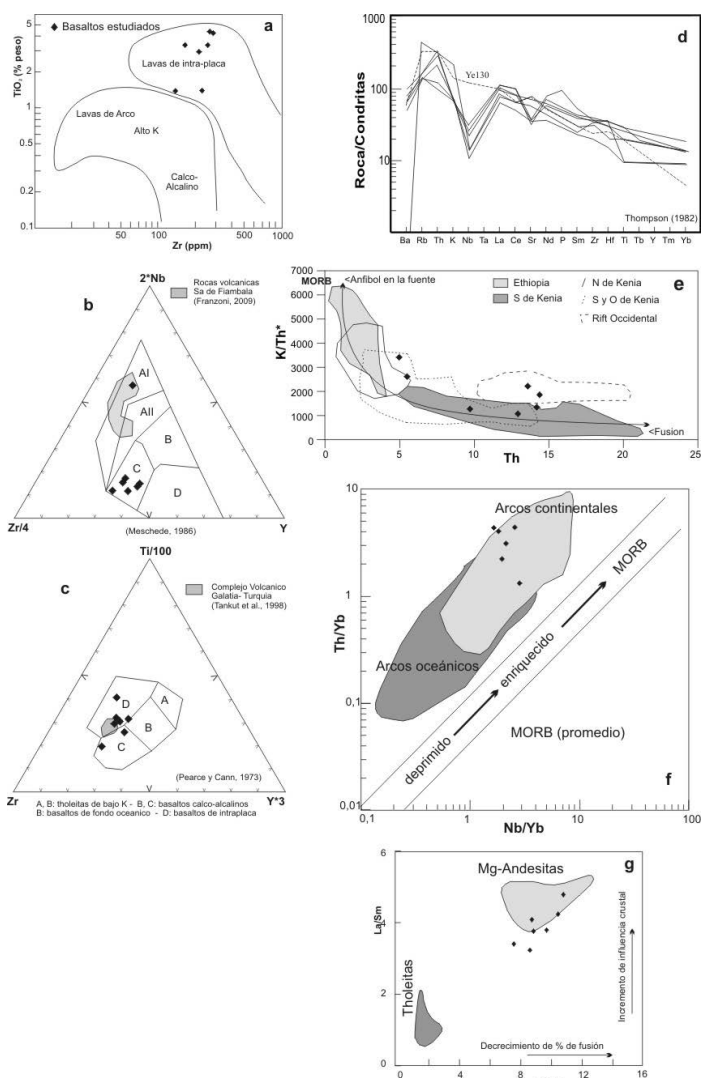 a
◆ Basaltos estudiados
Lavas de intra-placa
Lavas de Arco
Alto K
Calco-
Alcalino
TiO₂ (% peso)
5
1
0.5
0.1
50
100
500
1000
Zr (ppm)
d
Roca/Condritas
1000
100
10
Ye130
Thompson (1982)
Ba Rb Th K Nb Ta La Ce Sr Nd P Sm Zr Hf Ti Tb Y Tm Yb
b
2*Nb
Rocas volcanicas
Sa de Fiambala
(Franzoni, 2009)
AI
AII
B
C
D
Zr/4
Y
(Meschede, 1986)
e
K/Th*
7000
6000
5000
4000
3000
2000
1000
0
MORB
<Anfibol en la fuente
Ethiopia
S de Kenia
N de Kenia
S y O de Kenia
Rift Occidental
<Fusion
0 5 10 15 20 25
Th
c
Ti/100
Complejo Volcanico
Galatia- Turquia
(Tankut et al., 1998)
D
A
B
C
(Pearce y Cann, 1973)
Zr
Y*3
A, B: tholeitas de bajo K - B, C: basaltos calco-alcalinos
B: basaltos de fondo oceanico - D: basaltos de intraplaca
f
Th/Yb
10
1
0,1
0,01
Arcos continentales
Arcos oceánicos
deprimido
enriquecido
MORB
MORB (promedio)
0,1 1 10 100
Nb/Yb
g
La/Sm
6
4
2
0
Mg-Andesitas
Tholeitas
Incremento de influencia crustal
Decrecimiento de % de fusión
0 4 8 12 16